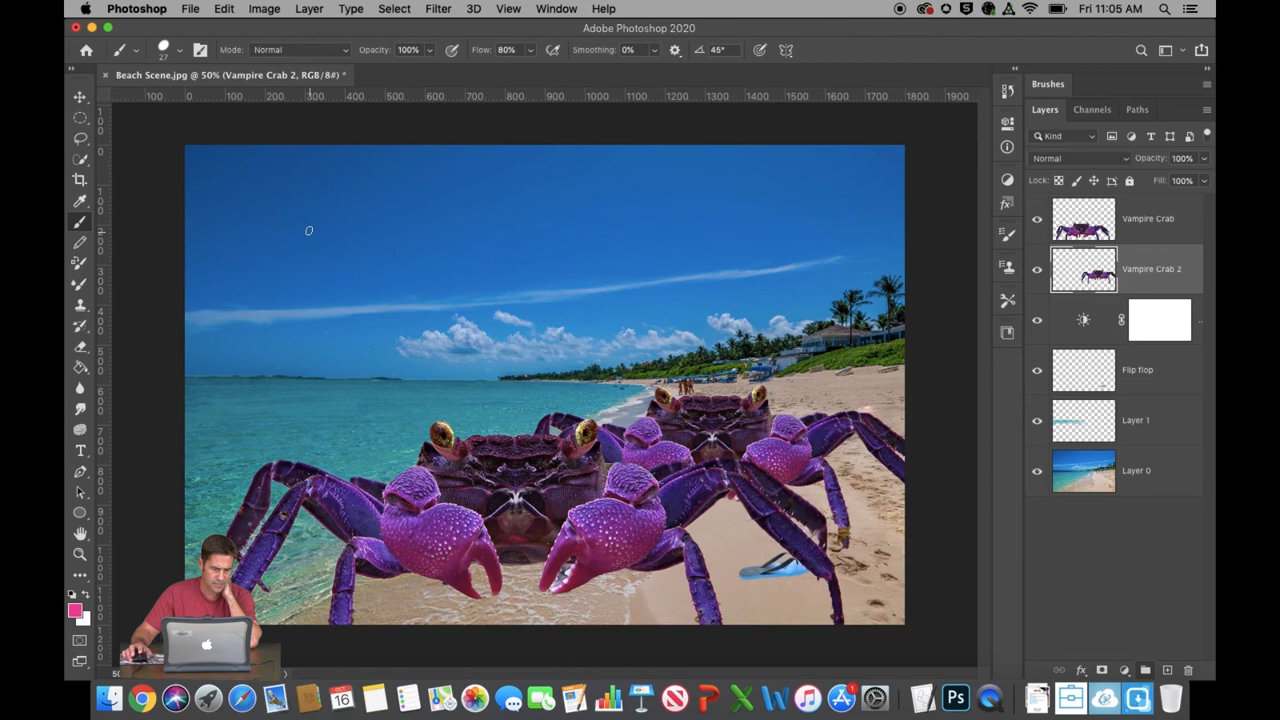 Photoshop File Edit Image Layer Type Select Filter 3D View Window Help Fri 11:05 AM
Adobe Photoshop 2020
27 Mode: Normal Opacity: 100% Flow: 80% Smoothing: 0% 45°
Beach Scene.jpg @ 50% (Vampire Crab 2, RGB/8#) *
Brushes
100 0 100 200 300 400 500 600 700 800 900 1000 1100 1200 1300 1400 1500 1600 1700 1800 1900
Layers Channels Paths
Kind
Normal Opacity: 100%
Lock: Fill: 100%
Vampire Crab
Vampire Crab 2
Flip flop
Layer 1
Layer 0
OCT
16
Ps